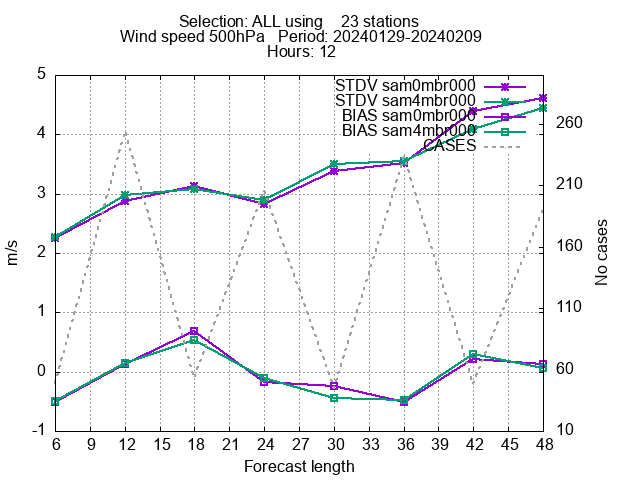 Selection: ALL using 23 stations
Wind speed 500hPa Period: 20240129-20240209
Hours: 12
STDV sam0mbr000
STDV sam4mbr000
BIAS sam0mbr000
BIAS sam4mbr000
CASES
5
4
3
2
1
0
-1
m/s
260
210
160
110
60
10
No cases
6 9 12 15 18 21 24 27 30 33 36 39 42 45 48
Forecast length